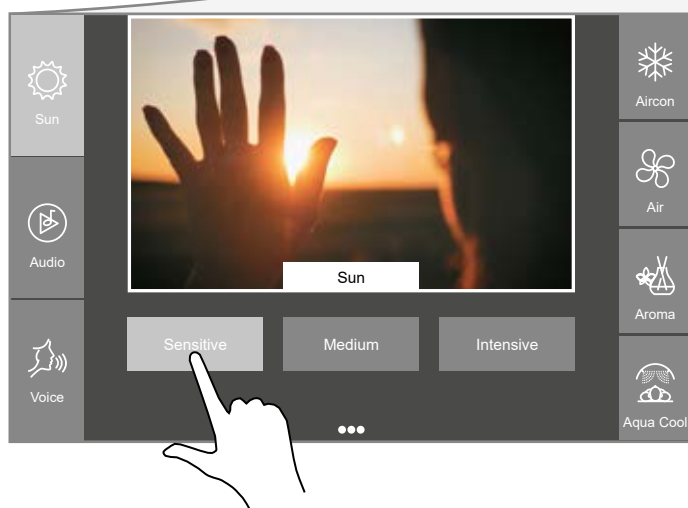 Sun
Audio
Voice
Sun
Sensitive
Medium
Intensive
Aircon
Air
Aroma
Aqua Cool